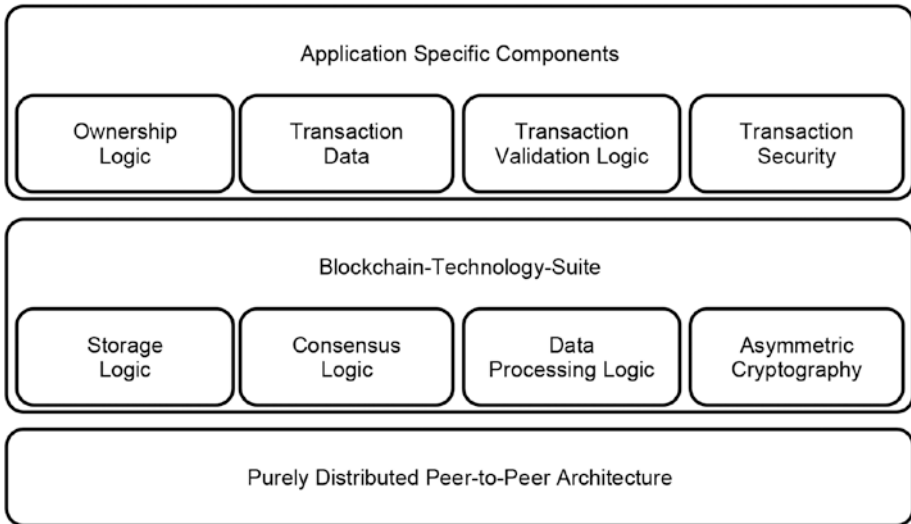 Application Specific Components
Ownership
Logic
Transaction
Data
Transaction
Validation Logic
Transaction
Security
Blockchain-Technology-Suite
Storage
Logic
Consensus
Logic
Data
Processing Logic
Asymmetric
Cryptography
Purely Distributed Peer-to-Peer Architecture